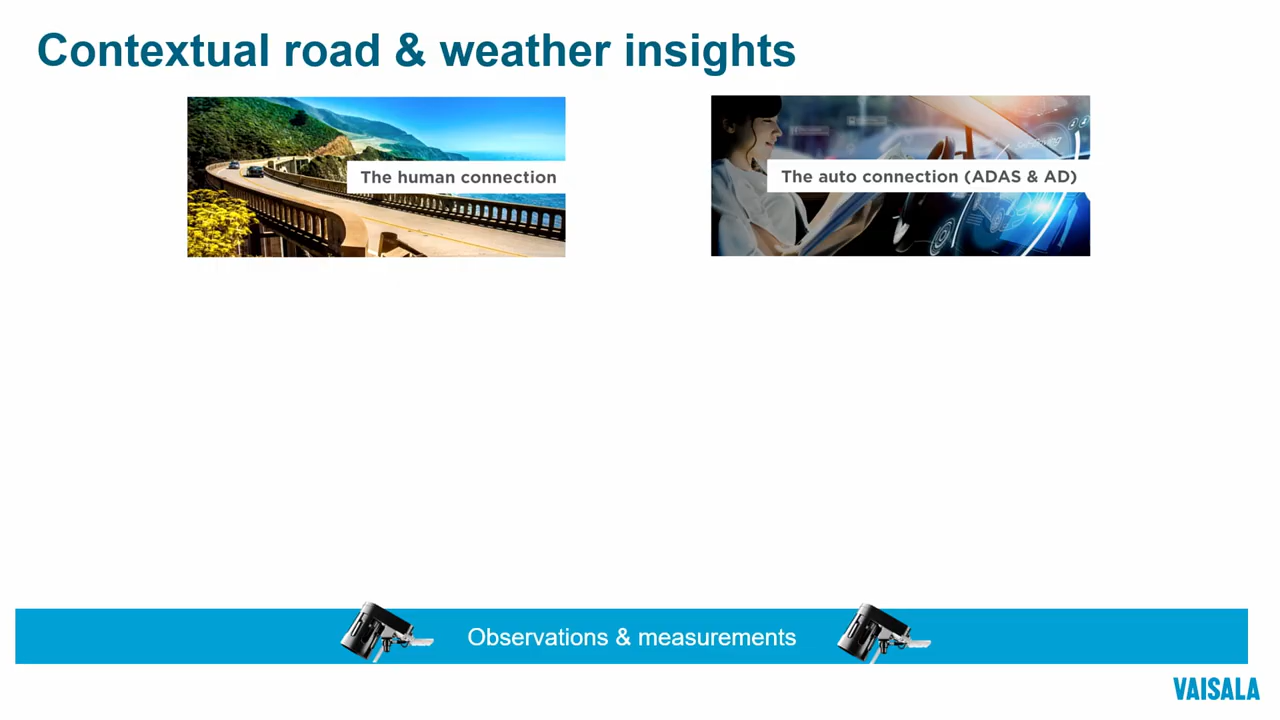 Contextual road & weather insights
The human connection
The auto connection (ADAS & AD)
Observations & measurements
VAISALA